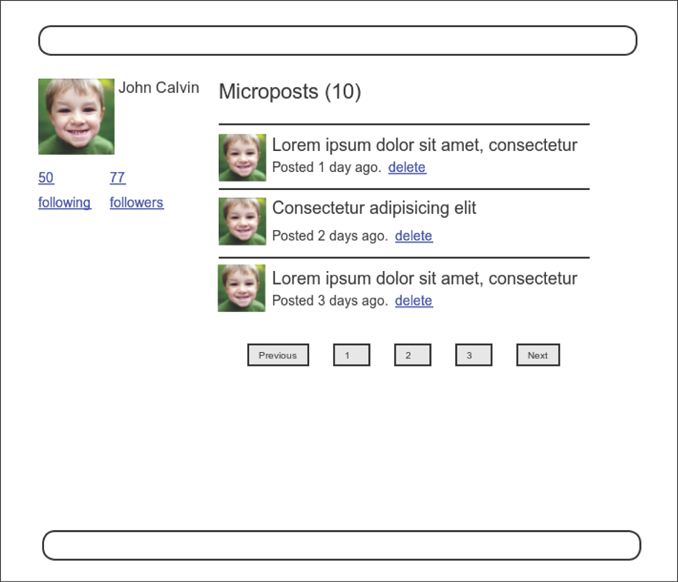 John Calvin
50 77
following followers
Microposts (10)
Lorem ipsum dolor sit amet, consectetur
Posted 1 day ago. delete
Consectetur adipisicing elit
Posted 2 days ago. delete
Lorem ipsum dolor sit amet, consectetur
Posted 3 days ago. delete
Previous 1 2 3 Next